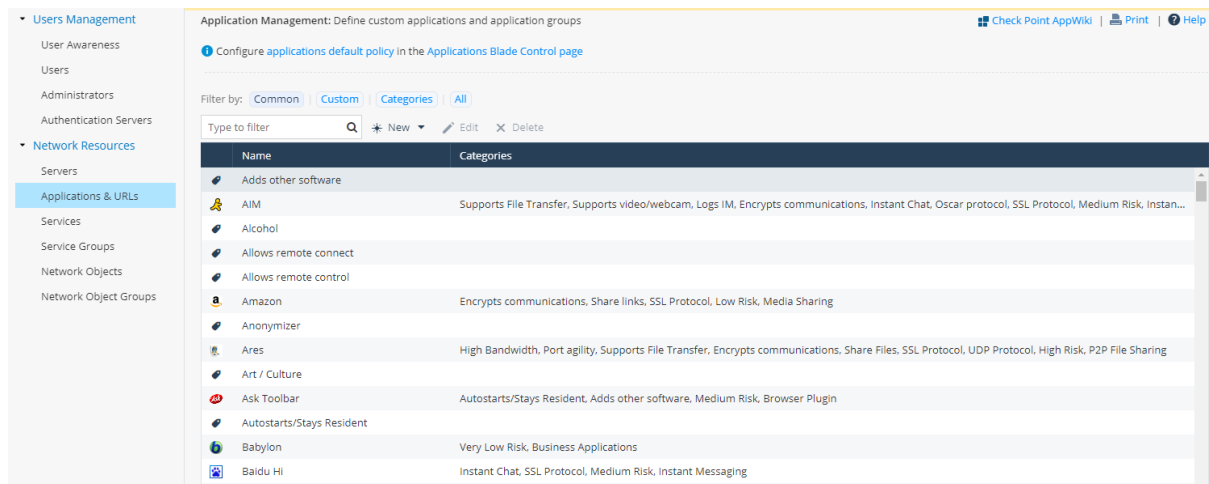 Users Management
User Awareness
Users
Administrators
Authentication Servers
Network Resources
Servers
Applications & URLs
Services
Service Groups
Network Objects
Network Object Groups
Application Management: Define custom applications and application groups
Check Point AppWiki | Print | Help
Configure applications default policy in the Applications Blade Control page
Filter by: Common | Custom | Categories | All
Type to filter New Edit Delete
Name Categories
Adds other software
AIM Supports File Transfer, Supports video/webcam, Logs IM, Encrypts communications, Instant Chat, Oscar protocol, SSL Protocol, Medium Risk, Instan...
Alcohol
Allows remote connect
Allows remote control
Amazon Encrypts communications, Share links, SSL Protocol, Low Risk, Media Sharing
Anonymizer
Ares High Bandwidth, Port agility, Supports File Transfer, Encrypts communications, Share Files, SSL Protocol, UDP Protocol, High Risk, P2P File Sharing
Art / Culture
Ask Toolbar Autostarts/Stays Resident, Adds other software, Medium Risk, Browser Plugin
Autostarts/Stays Resident
Babylon Very Low Risk, Business Applications
Baidu Hi Instant Chat, SSL Protocol, Medium Risk, Instant Messaging